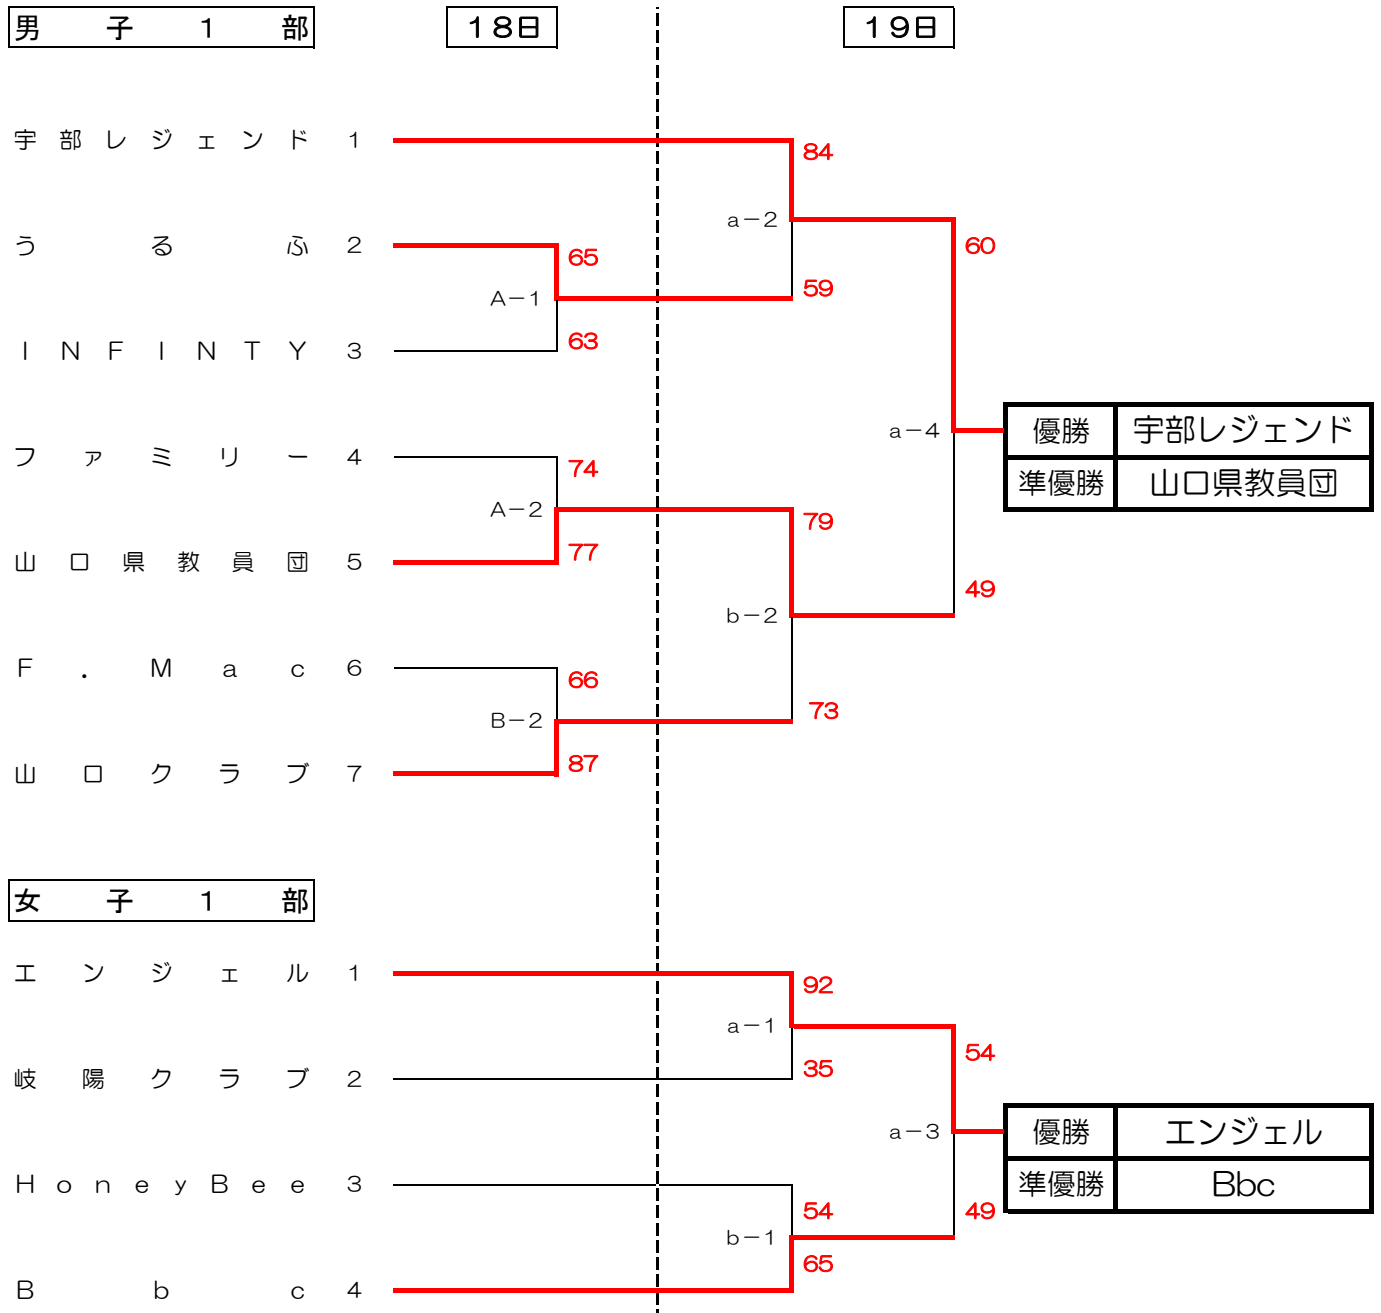 男子1部 18日 19日
宇部レジェンド 1
84
a-2
うるふ 2
65
60
A-1
59
INFINTY 3
63
a-4
優勝 宇部レジェンド
準優勝 山口県教員団
ファミリー 4
74
A-2
79
山口県教員団 5
77
49
b-2
F.Mac 6
66
B-2
73
山口クラブ 7
87
女子1部
エンジェル 1
92
a-1
54
岐陽クラブ 2
35
a-3
優勝 エンジェル
準優勝 Bbc
HoneyBee 3
54
49
b-1
65
Bbc 4